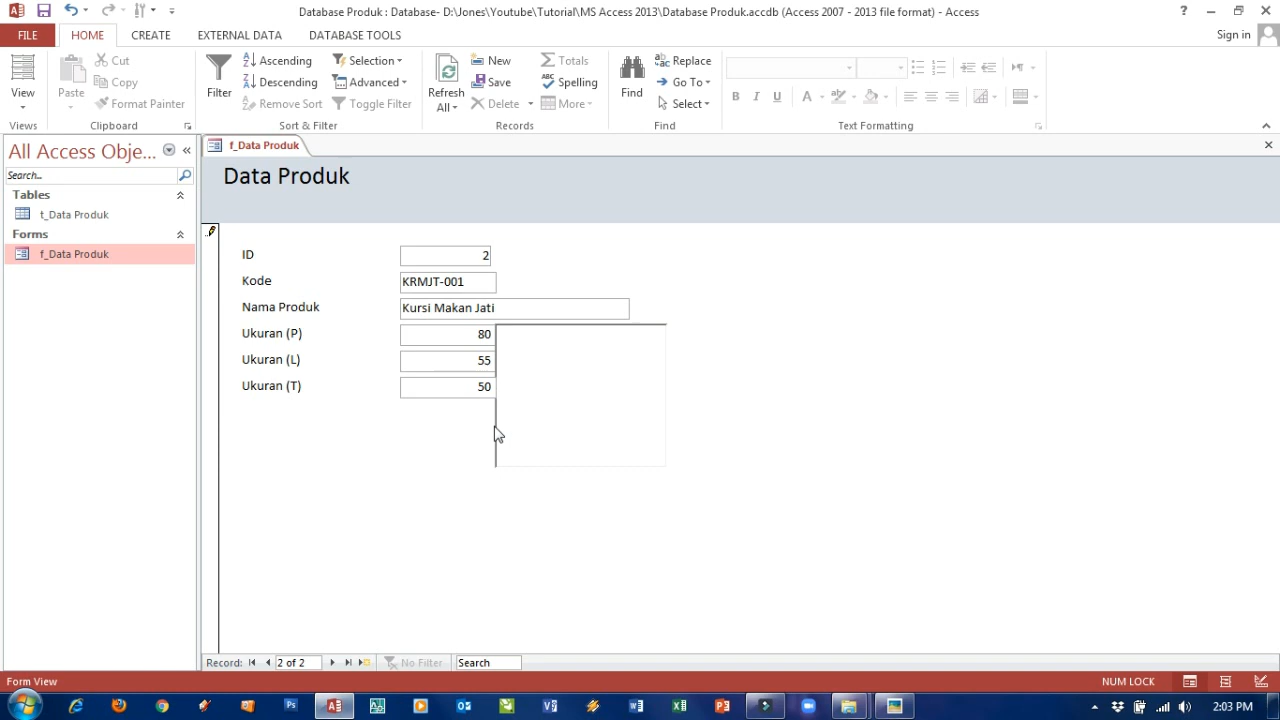 Database Produk : Database- D:\Jocs\Youtube\Tutorial\MS Access 2013\Database Produk.accdb (Access 2007 - 2013 file format) - Access
FILE HOME CREATE EXTERNAL DATA DATABASE TOOLS Sign in
Cut Ascending Selection New Totals Replace
View Paste Copy Filter Descending Advanced Refresh All Save Spelling Find Go To
Format Painter Remove Sort Toggle Filter Delete More Select
B I U A
Views Clipboard Sort & Filter Records Find Text Formatting
All Access Obje...
Search...
Tables
t_Data Produk
Forms
f_Data Produk
f_Data Produk
Data Produk
ID 2
Kode KRMJT-001
Nama Produk Kursi Makan Jati
Ukuran (P) 80
Ukuran (L) 55
Ukuran (T) 50
Record: 2 of 2 No Filter Search
Form View NUM LOCK
2:03 PM